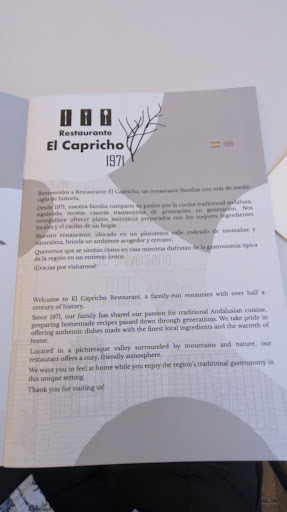 Restaurante
El Capricho
1971
Bienvenidos a Restaurante El Capricho, un restaurante familiar con más de medio
siglo de historia.
Desde 1971, nuestra familia comparte su pasión por la cocina tradicional andaluza,
siguiendo recetas caseras transmitidas de generación en generación. Nos
enorgullece ofrecer platos auténticos preparados con los mejores ingredientes
locales y el cariño de un hogar.
Nuestro restaurante, ubicado en un pintoresco valle rodeado de montañas y
naturaleza, brinda un ambiente acogedor y cercano.
Queremos que se sientan como en casa mientras disfrutan de la gastronomía típica
de la región en un entorno único.
¡Gracias por visitarnos!
Welcome to El Capricho Restaurant, a family-run restaurant with over half a
century of history.
Since 1971, our family has shared our passion for traditional Andalusian cuisine,
preparing homemade recipes passed down through generations. We take pride in
offering authentic dishes made with the finest local ingredients and the warmth of
home.
Located in a picturesque valley surrounded by mountains and nature, our
restaurant offers a cozy, friendly atmosphere.
We want you to feel at home while you enjoy the region's traditional gastronomy in
this unique setting.
Thank you for visiting us!